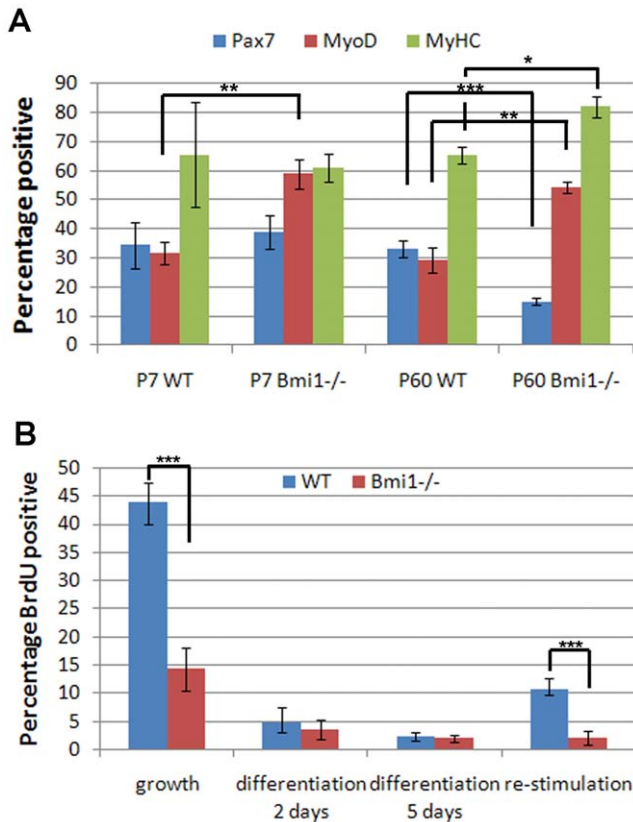 A
Pax7 MyoD MyHC
Percentage positive
90
80
70
60
50
40
30
20
10
0
** *** * **
P7 WT P7 Bmi1-/- P60 WT P60 Bmi1-/-
B
WT Bmi1-/-
Percentage BrdU positive
50
45
40
35
30
25
20
15
10
5
0
*** ***
growth differentiation differentiation re-stimulation
2 days 5 days